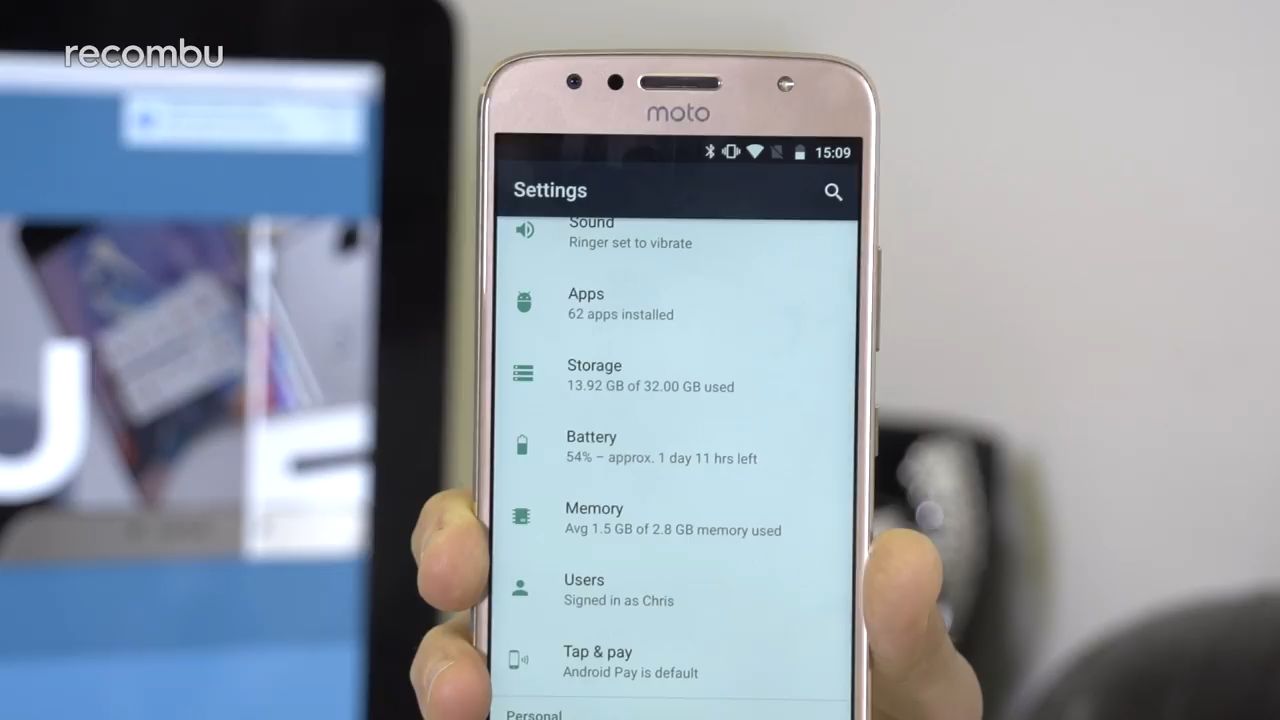 recombu
moto
15:09
Settings
Sound
Ringer set to vibrate
Apps
62 apps installed
Storage
13.92 GB of 32.00 GB used
Battery
54% – approx. 1 day 11 hrs left
Memory
Avg 1.5 GB of 2.8 GB memory used
Users
Signed in as Chris
Tap & pay
Android Pay is default
Personal